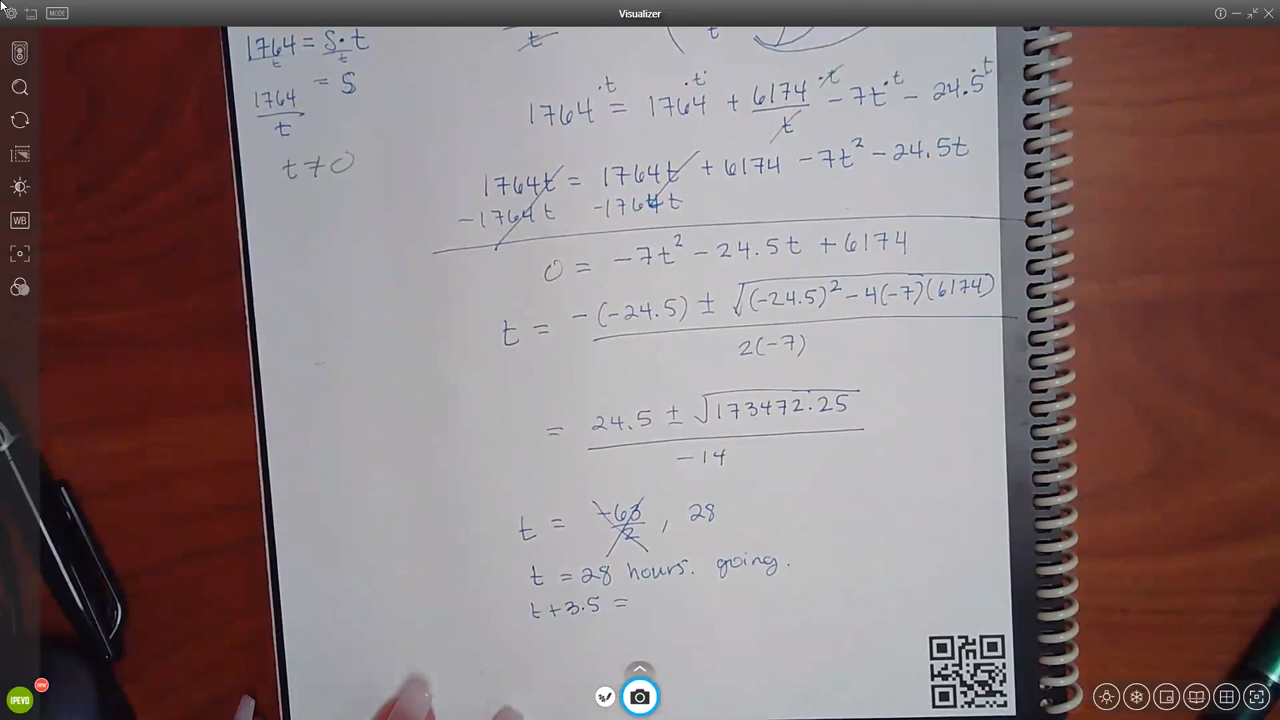 MODE
Visualizer
1764 = S·t
t t
1764 = S
t
t ≠ 0
t
t
1764 ·t = 1764 ·t + 6174 ·t − 7t ·t − 24.5 ·t
t
1764t = 1764t + 6174 − 7t² − 24.5t
−1764t −1764t
0 = −7t² − 24.5t + 6174
t = −(−24.5) ± √(−24.5)² − 4(−7)(6174)
2(−7)
= 24.5 ± √173472.25
−14
t = −63 , 28
2
t = 28 hours. going.
t + 3.5 =
WB
IPEVO
new